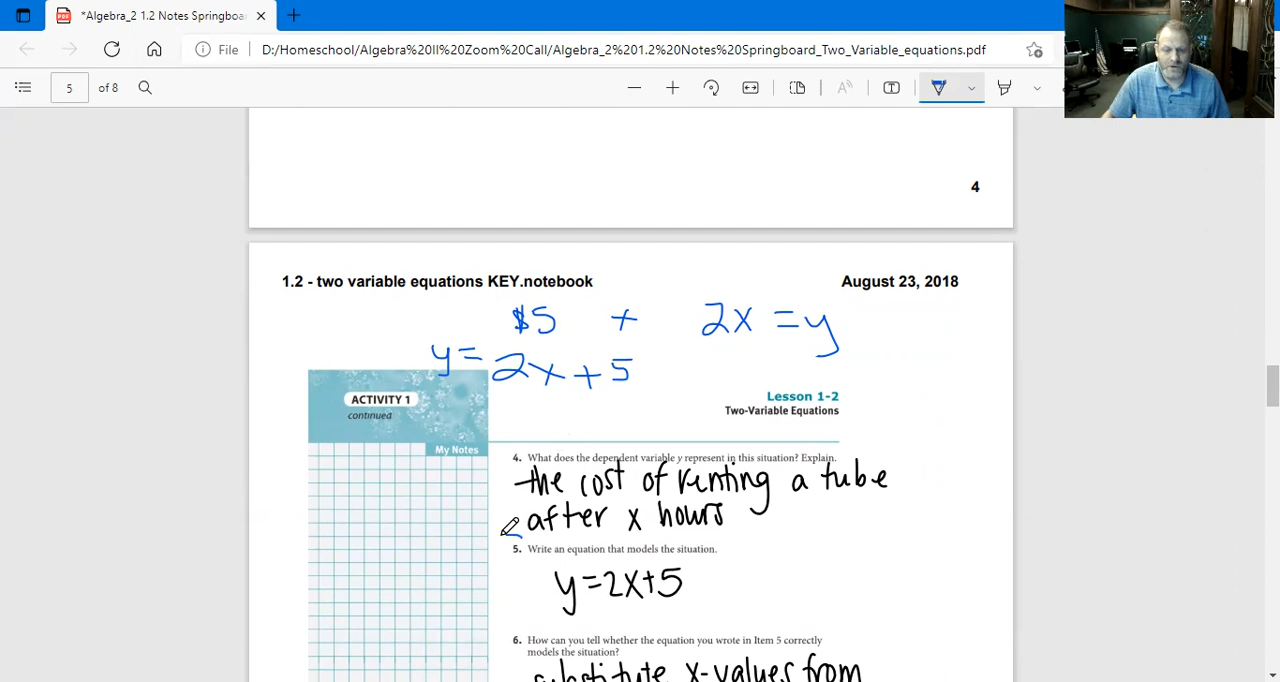 *Algebra_2 1.2 Notes Springboar
File
D:/Homeschool/Algebra%20II%20Zoom%20Call/Algebra_2%201.2%20Notes%20Springboard_Two_Variable_equations.pdf
5 of 8
4
1.2 - two variable equations KEY.notebook August 23, 2018
$5 + 2x = y
y = 2x + 5
ACTIVITY 1
continued
Lesson 1-2
Two-Variable Equations
My Notes
4. What does the dependent variable y represent in this situation? Explain.
the cost of renting a tube
after x hours
5. Write an equation that models the situation.
y=2x+5
6. How can you tell whether the equation you wrote in Item 5 correctly
models the situation?
substitute x-values from